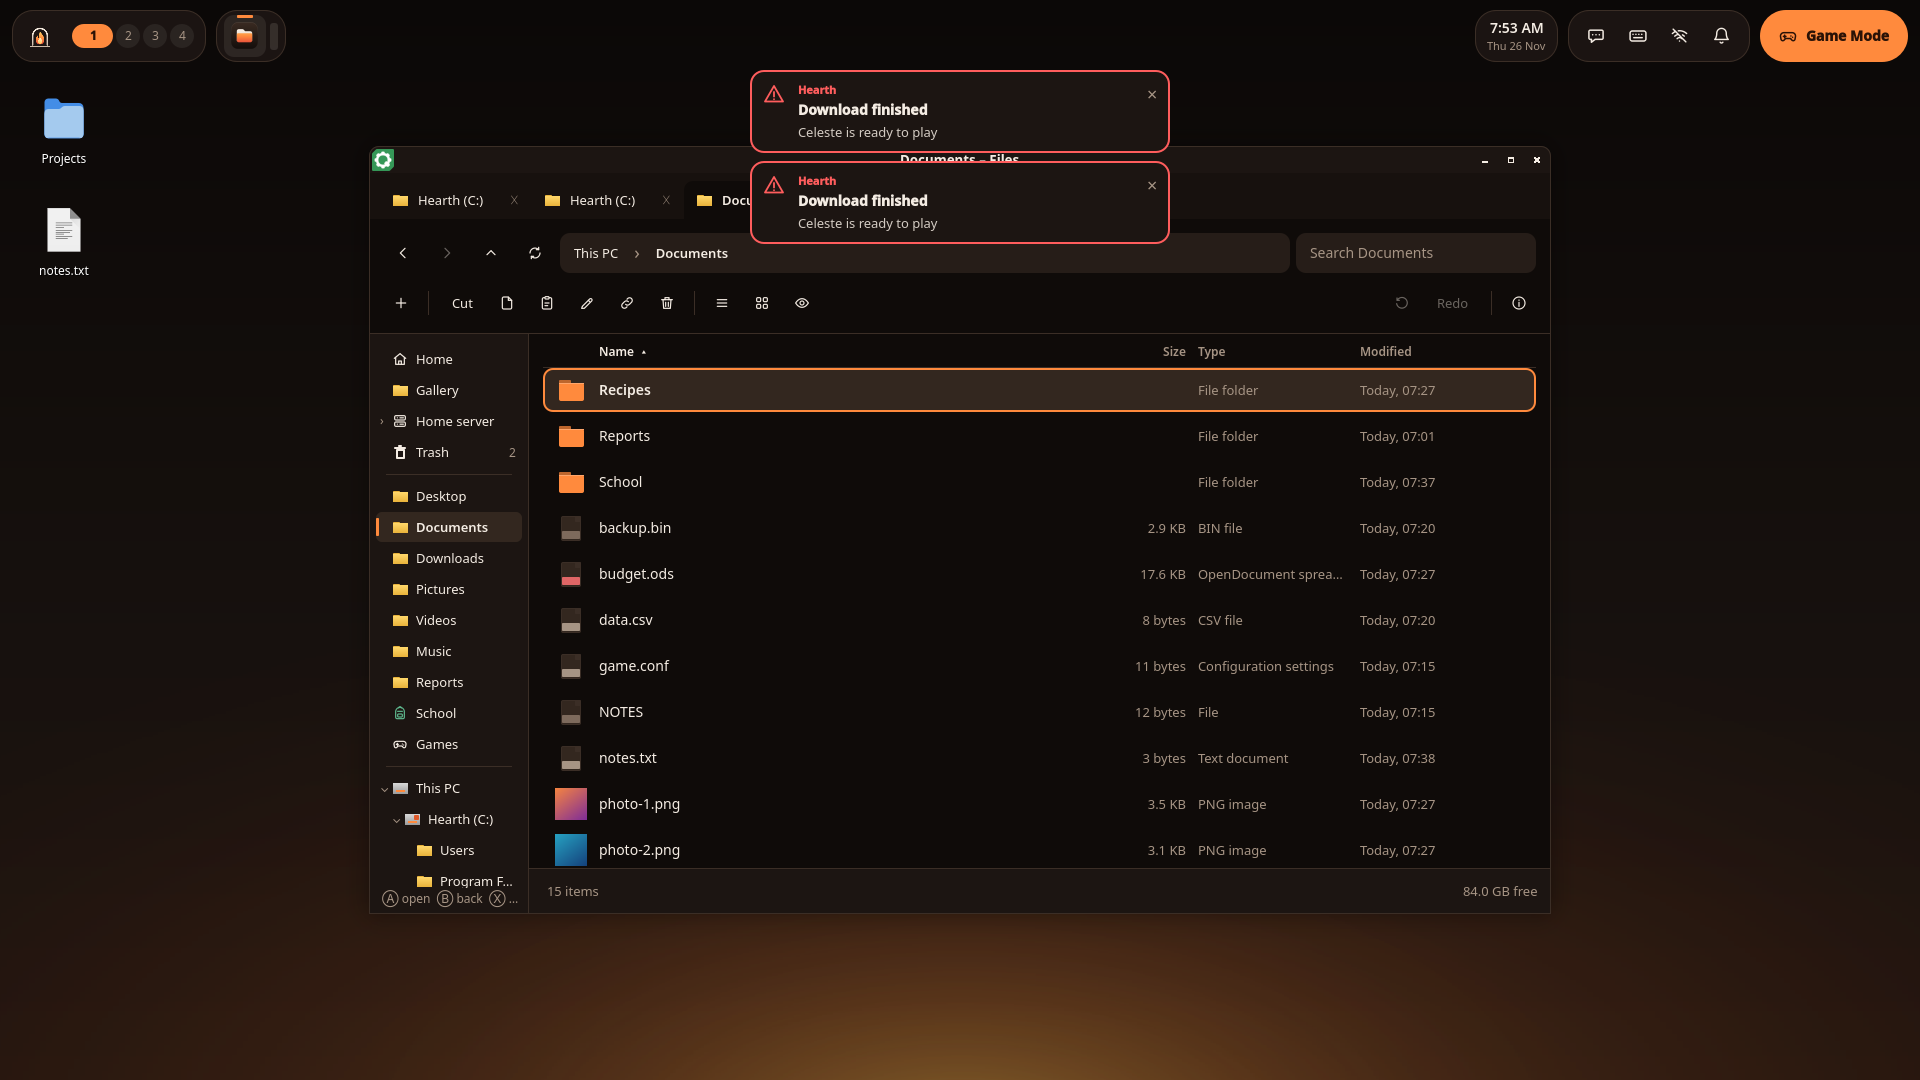 1 2 3 4
7:53 AM
Thu 26 Nov
Game Mode
Projects
notes.txt
Hearth
Download finished
Celeste is ready to play
Documents – Files
Hearth
Download finished
Celeste is ready to play
Hearth (C:) X
Hearth (C:) X
Docu
This PC › Documents
Search Documents
Cut
Redo
Home
Gallery
Home server
Trash 2
Desktop
Documents
Downloads
Pictures
Videos
Music
Reports
School
Games
This PC
Hearth (C:)
Users
Program F...
A open B back X ...
Name Size Type Modified
Recipes File folder Today, 07:27
Reports File folder Today, 07:01
School File folder Today, 07:37
backup.bin 2.9 KB BIN file Today, 07:20
budget.ods 17.6 KB OpenDocument sprea... Today, 07:27
data.csv 8 bytes CSV file Today, 07:20
game.conf 11 bytes Configuration settings Today, 07:15
NOTES 12 bytes File Today, 07:15
notes.txt 3 bytes Text document Today, 07:38
photo-1.png 3.5 KB PNG image Today, 07:27
photo-2.png 3.1 KB PNG image Today, 07:27
15 items
84.0 GB free